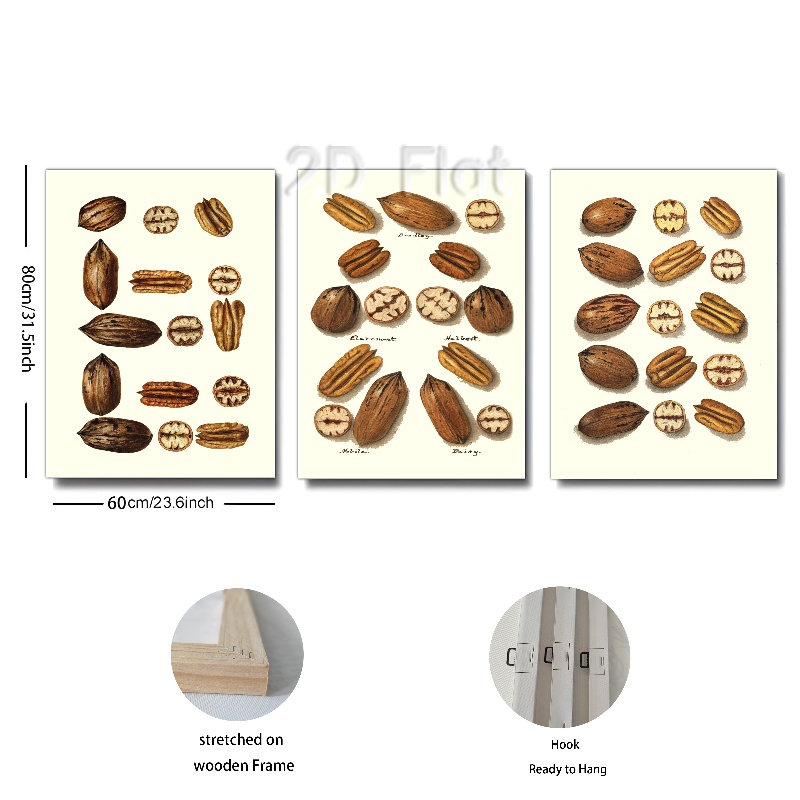 2D Flat
80cm/31.5inch
60cm/23.6inch
stretched on
wooden Frame
Hook
Ready to Hang